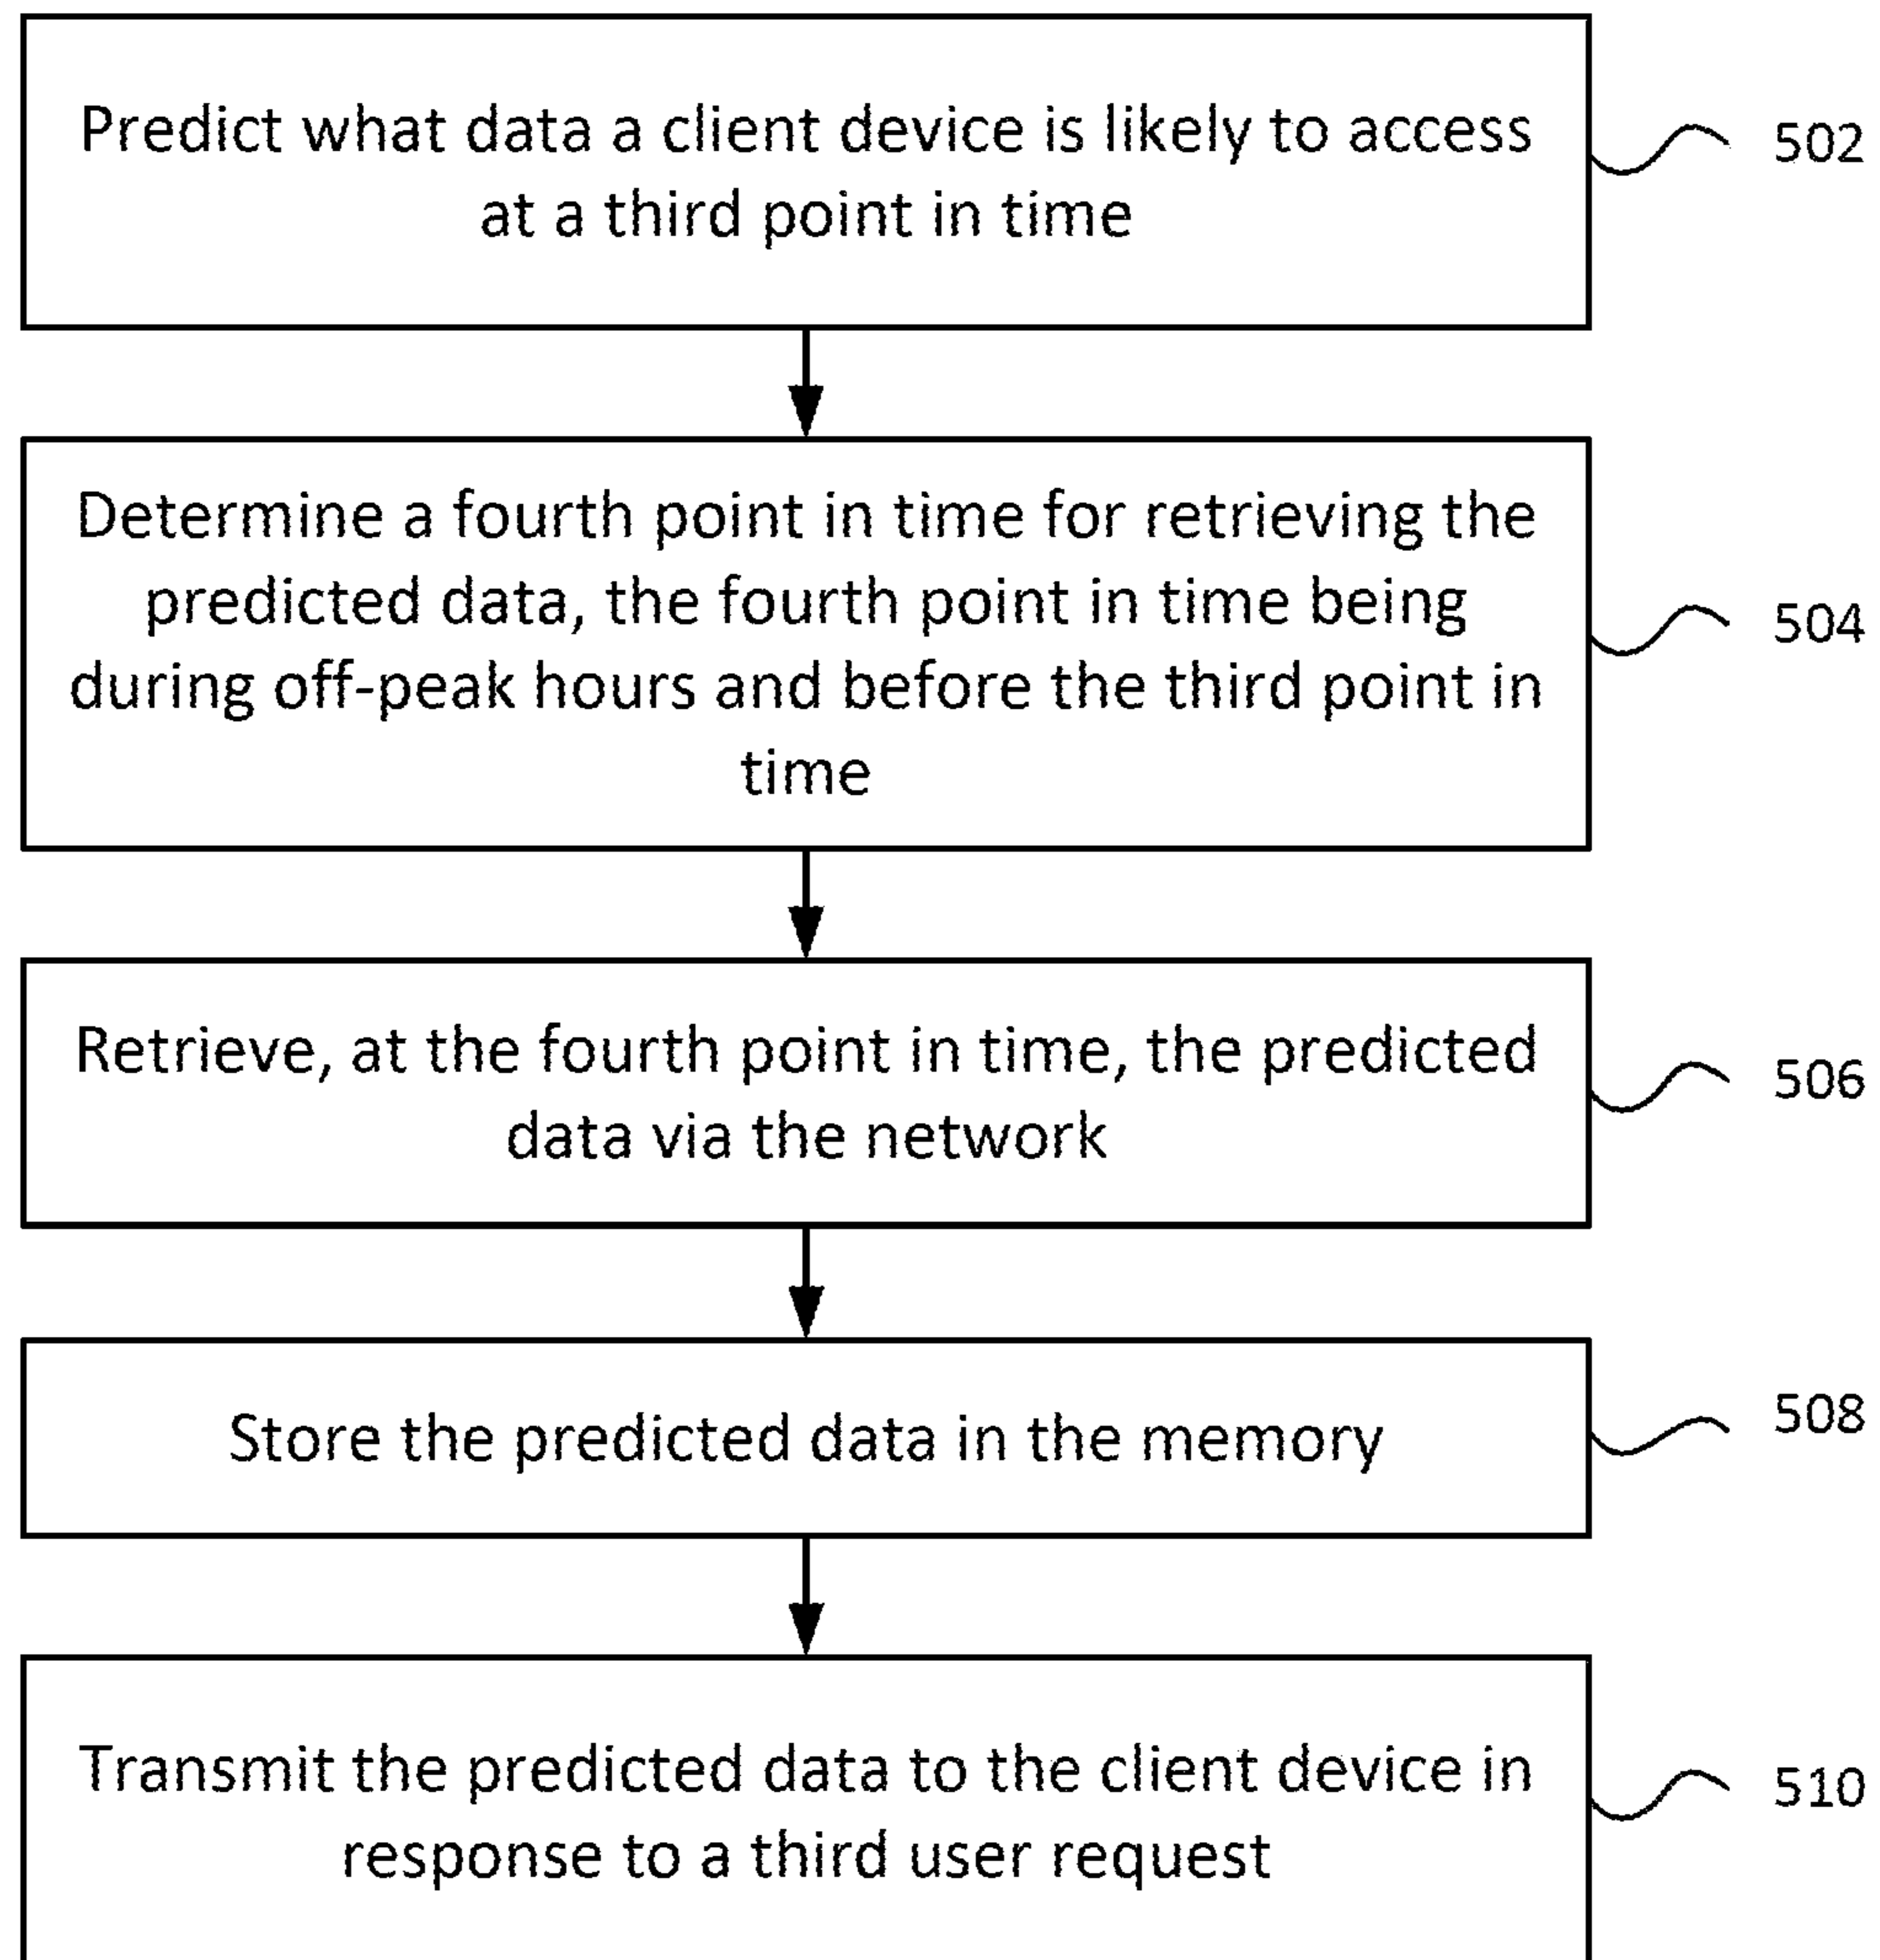 Predict what data a client device is likely to access
at a third point in time
502
Determine a fourth point in time for retrieving the
predicted data, the fourth point in time being
during off-peak hours and before the third point in
time
504
Retrieve, at the fourth point in time, the predicted
data via the network
506
Store the predicted data in the memory
508
Transmit the predicted data to the client device in
response to a third user request
510